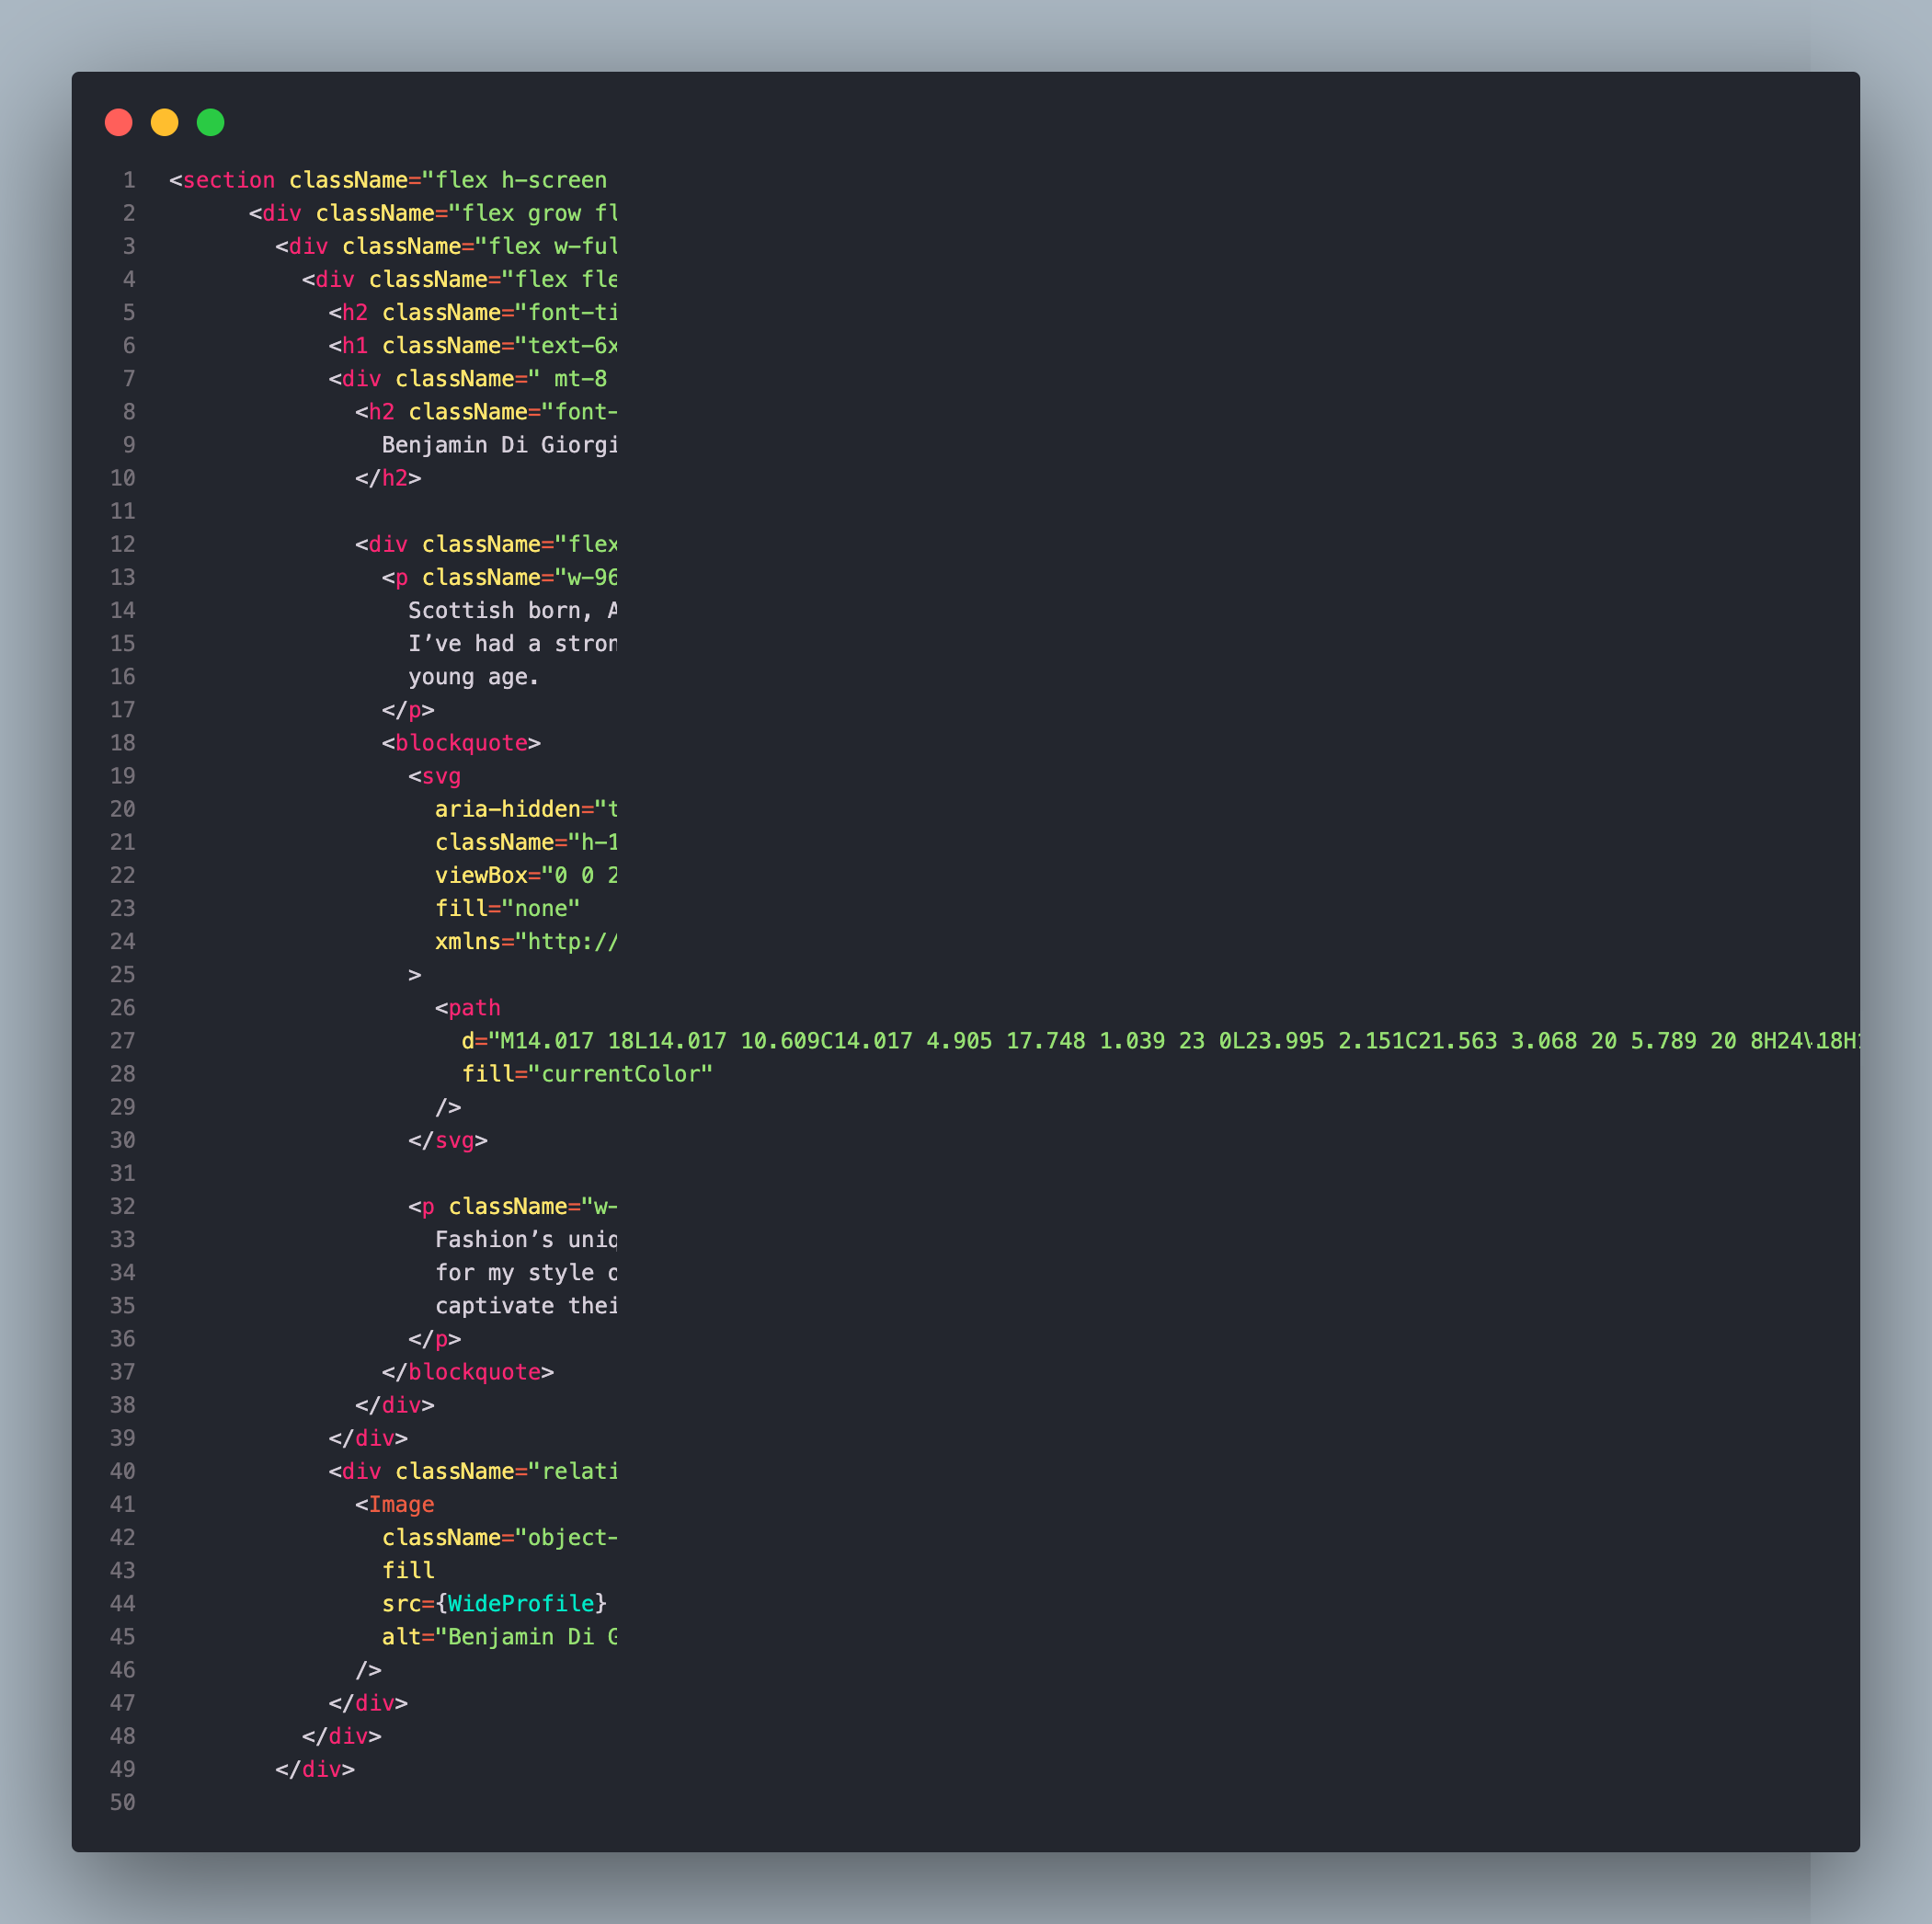 1 <section className="flex h-screen
2 <div className="flex grow fl
3 <div className="flex w-ful
4 <div className="flex fle
5 <h2 className="font-ti
6 <h1 className="text-6x
7 <div className=" mt-8
8 <h2 className="font-
9 Benjamin Di Giorgi
10 </h2>
11
12 <div className="flex
13 <p className="w-96
14 Scottish born, A
15 I’ve had a stron
16 young age.
17 </p>
18 <blockquote>
19 <svg
20 aria-hidden="t
21 className="h-1
22 viewBox="0 0 2
23 fill="none"
24 xmlns="http://
25 >
26 <path
27 d="M14.017 18L14.017 10.609C14.017 4.905 17.748 1.039 23 0L23.995 2.151C21.563 3.068 20 5.789 20 8H24V18H1
28 fill="currentColor"
29 />
30 </svg>
31
32 <p className="w-
33 Fashion’s uniq
34 for my style o
35 captivate thei
36 </p>
37 </blockquote>
38 </div>
39 </div>
40 <div className="relati
41 <Image
42 className="object-
43 fill
44 src={WideProfile}
45 alt="Benjamin Di G
46 />
47 </div>
48 </div>
49 </div>
50